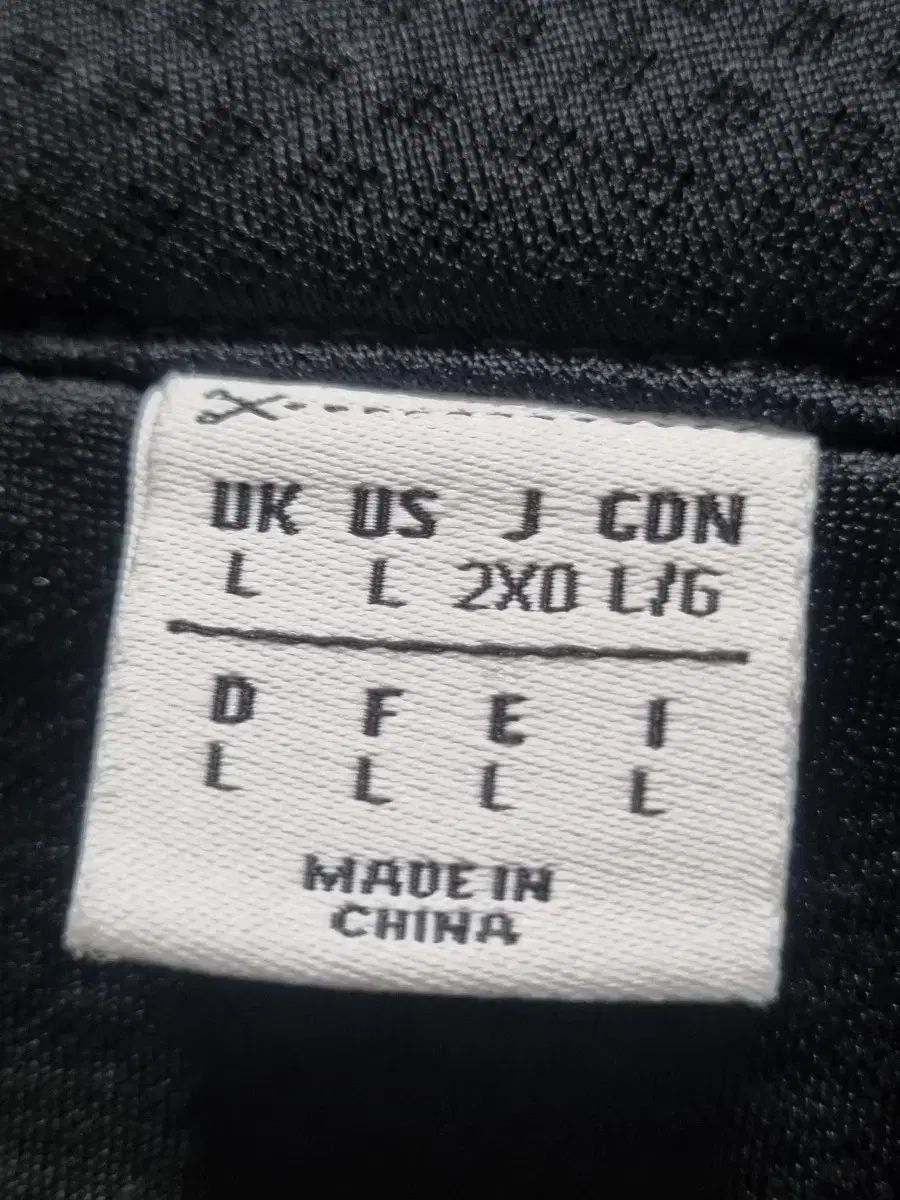 UK US J CDN
L L 2XO L/G
D F E I
L L L L
MADE IN
CHINA